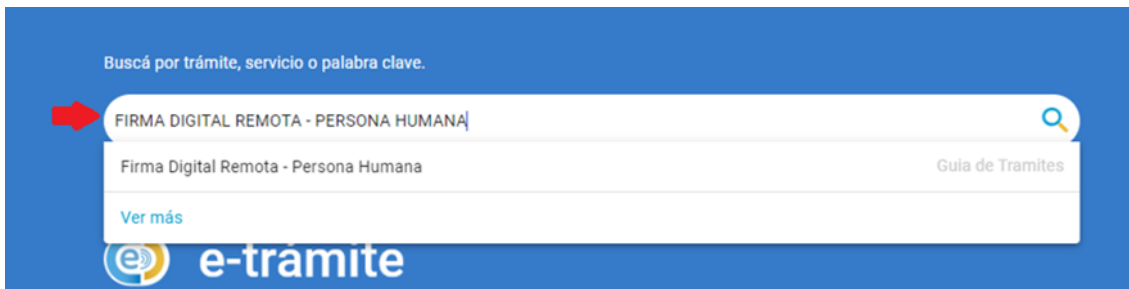 Buscá por trámite, servicio o palabra clave.
FIRMA DIGITAL REMOTA - PERSONA HUMANA
Firma Digital Remota - Persona Humana Guia de Tramites
Ver más
e-trámite